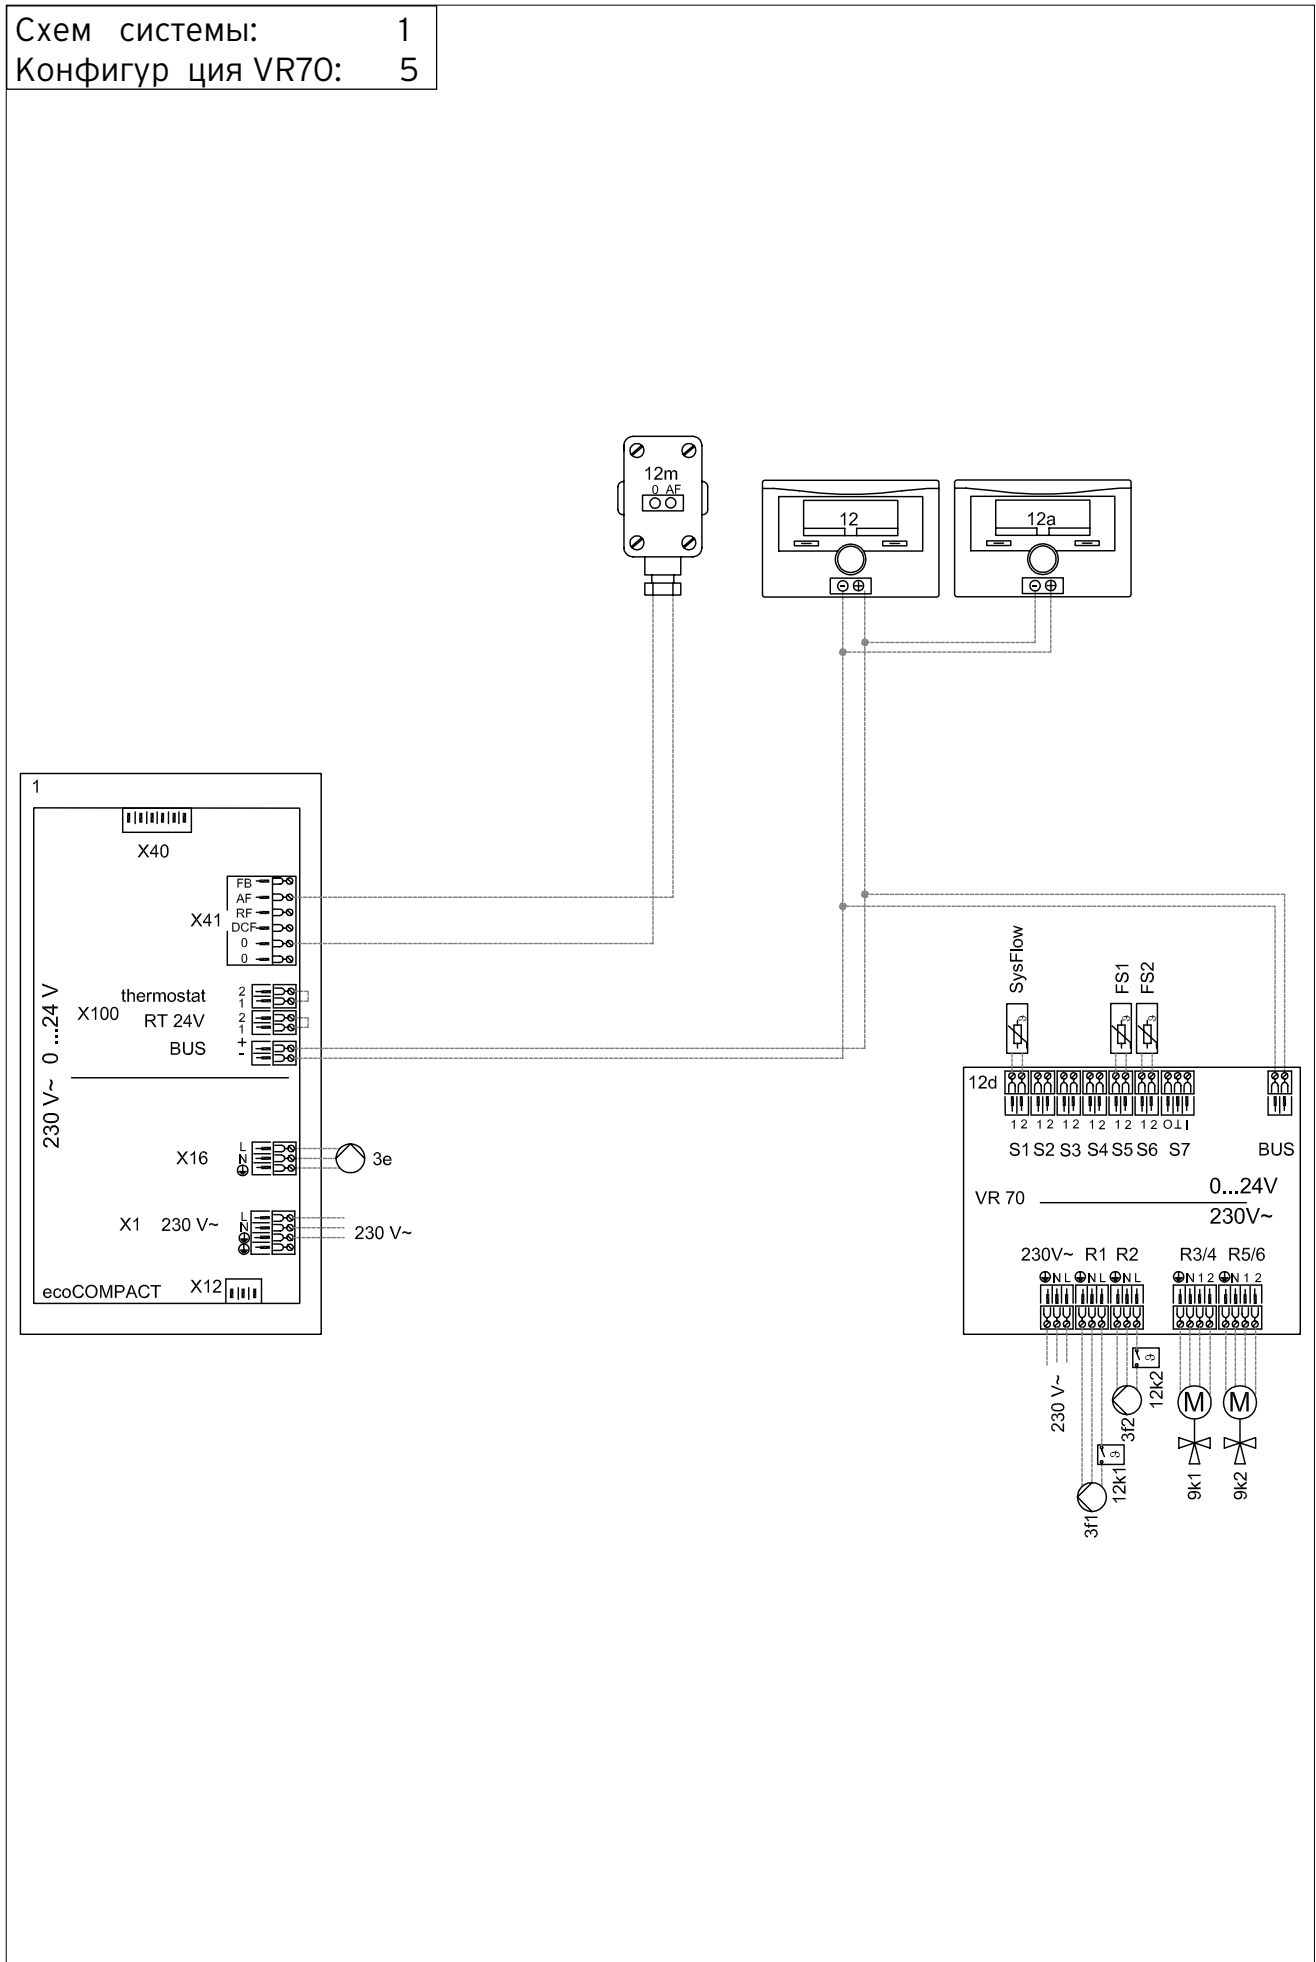 Схем системы: 1
Конфигур ция VR70: 5
12m
0 AF
12
12a
1
X40
FB
AF
RF
DCF
0
0
X41
230 V~ 0 ...24 V
X100
thermostat 2
1
RT 24V 2
1
BUS +
-
X16
L
N
3e
X1 230 V~
L
N
230 V~
ecoCOMPACT X12
SysFlow
FS1
FS2
12d
1 2 1 2 1 2 1 2 1 2 1 2 O⊥I
S1 S2 S3 S4 S5 S6 S7 BUS
VR 70
0...24V
230V~
230V~ R1 R2 R3/4 R5/6
N L N L N L N 1 2 N 1 2
230 V~
3f1
12k1
3f2
12k2
M
M
9k1
9k2